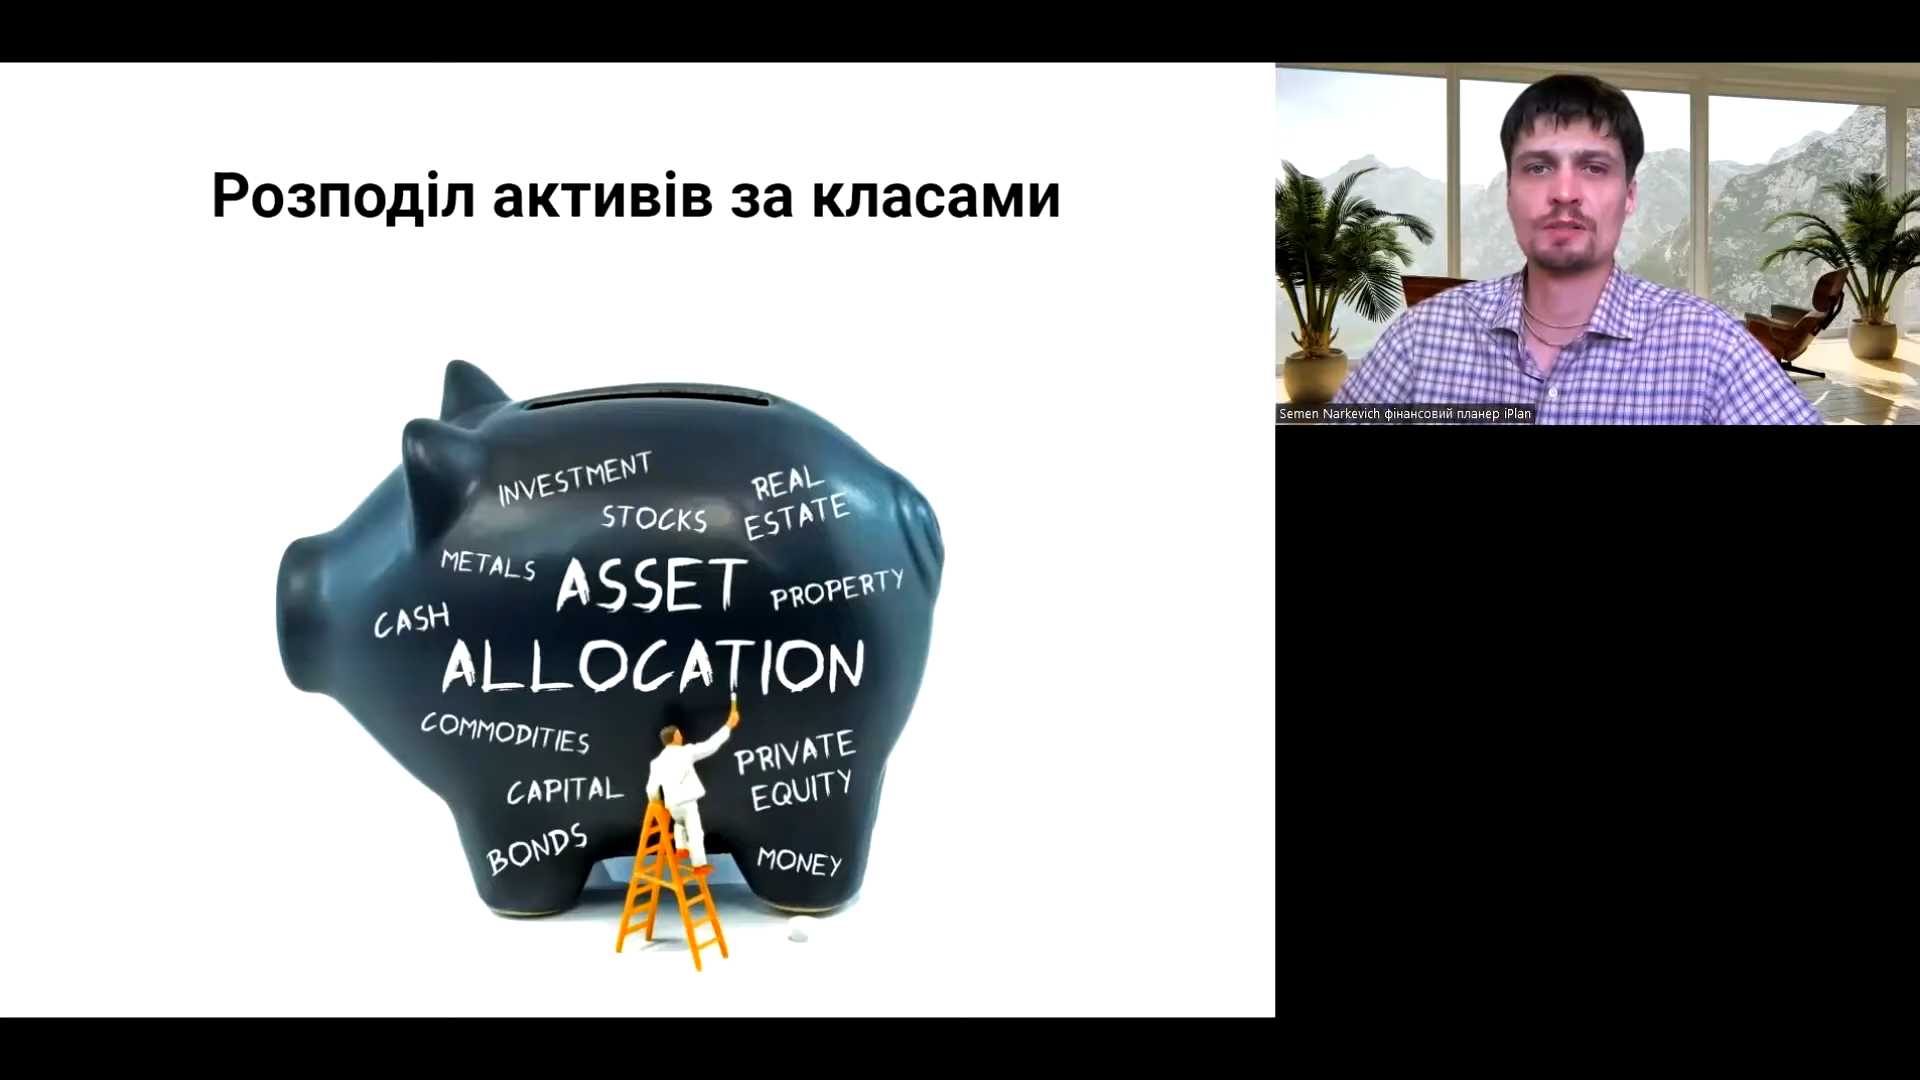 Розподіл активів за класами
INVESTMENT
REAL
ESTATE
STOCKS
METALS
ASSET
PROPERTY
CASH
ALLOCATION
COMMODITIES
PRIVATE
EQUITY
CAPITAL
BONDS
MONEY
Semen Narkevich фінансовий планер iPlan